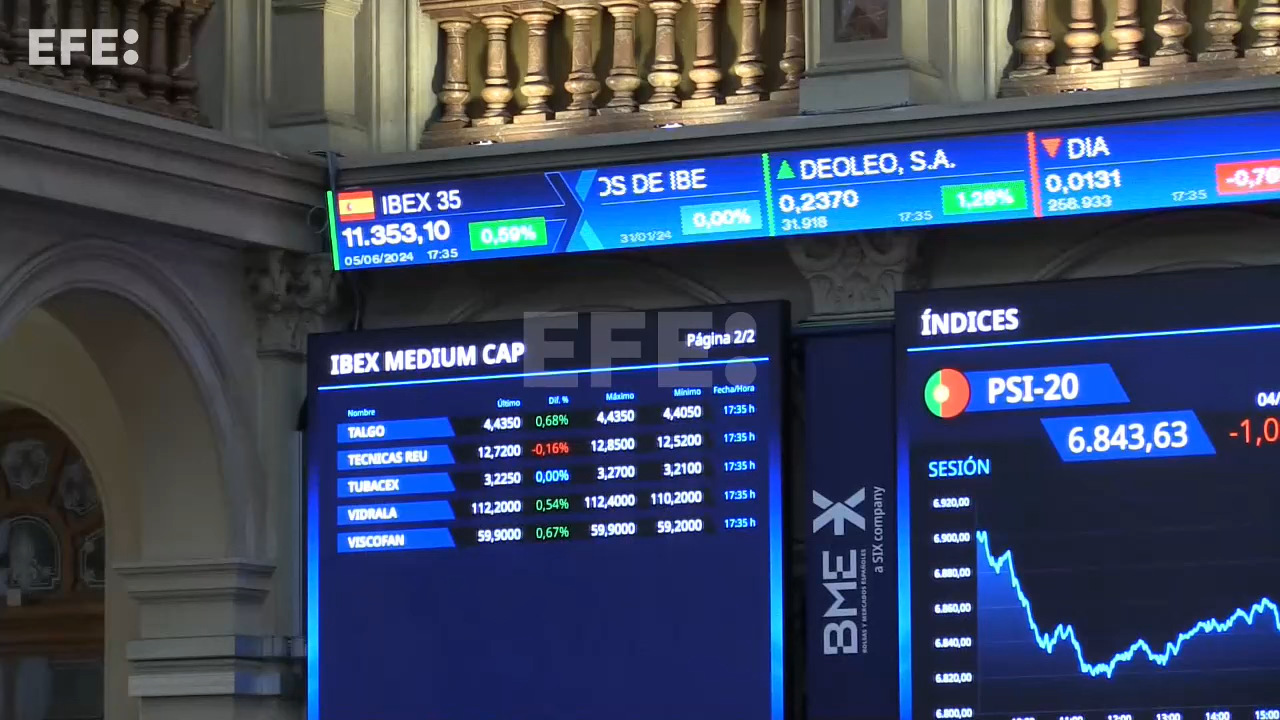 EFE:
IBEX 35
11.353,10 0,59%
05/06/2024 17:35
OS DE IBE
0,00%
31/01/24
DEOLEO, S.A.
0,2370 1,28%
31.918 17:35
DIA
0,0131
258.933 17:35
IBEX MEDIUM CAP Página 2/2
EFE:
Nombre Último Dif. % Máximo Mínimo Fecha/Hora
TALGO 4,4350 0,68% 4,4350 4,4050 17:35 h
TECNICAS REU 12,7200 -0,16% 12,8500 12,5200 17:35 h
TUBACEX 3,2250 0,00% 3,2700 3,2100 17:35 h
VIDRALA 112,2000 0,54% 112,4000 110,2000 17:35 h
VISCOFAN 59,9000 0,67% 59,9000 59,2000 17:35 h
BME X
BOLSAS Y MERCADOS ESPAÑOLES
a SIX company
ÍNDICES
PSI-20
04/
6.843,63 -1,0
SESIÓN
6.920,00
6.900,00
6.880,00
6.860,00
6.840,00
6.820,00
6.800,00